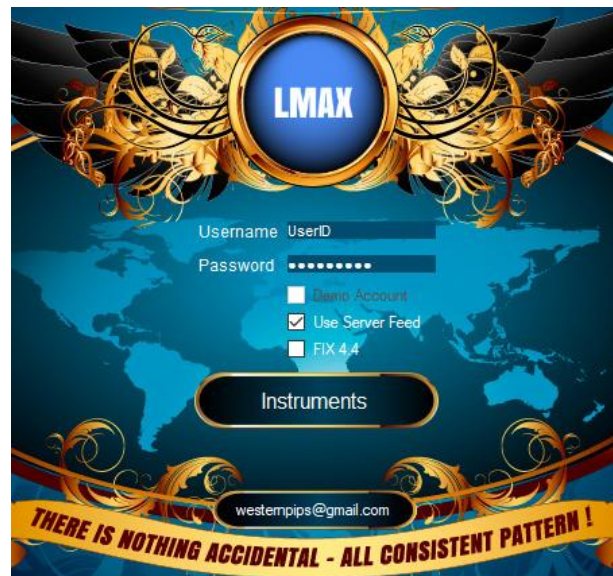 LMAX
Username UserID
Password •••••••••
Demo Account
Use Server Feed
FIX 4.4
Instruments
westernpips@gmail.com
THERE IS NOTHING ACCIDENTAL - ALL CONSISTENT PATTERN !